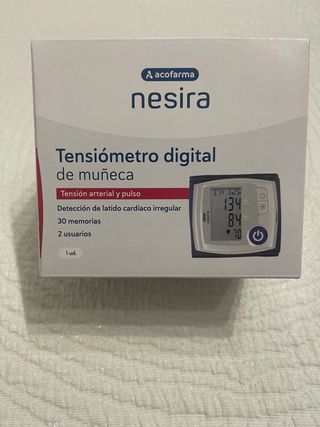 acofarma
nesira
Tensiómetro digital
de muñeca
Tensión arterial y pulso
Detección de latido cardíaco irregular
30 memorias
2 usuarios
1 ud.
134
84
70